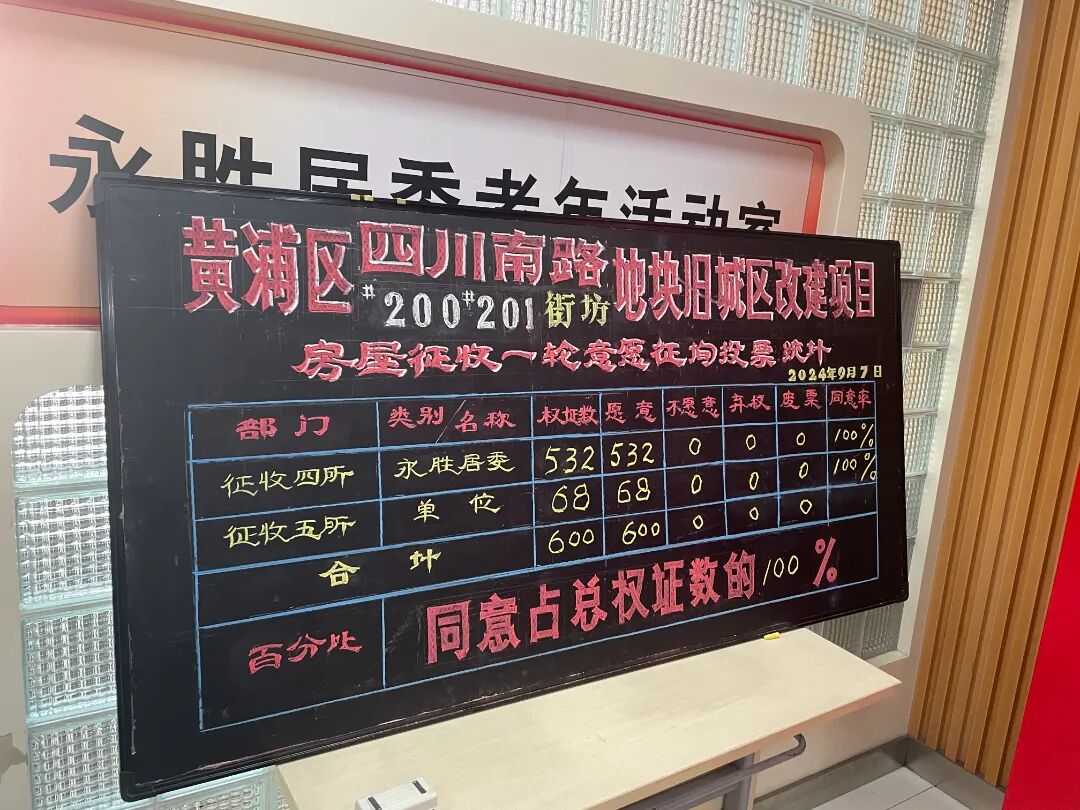 永胜居委老年活动室
黄浦区四川南路地块旧城区改建项目
#200#201街坊
房屋征收一轮意愿征询投票统计
2024年9月7日
部门 类别/名称 权证数 愿意 不愿意 弃权 废票 同意率
征收四所 永胜居委 532 532 0 0 0 100%
征收五所 单位 68 68 0 0 0 100%
合计 600 600 0 0 0
百分比 同意占总权证数的100%